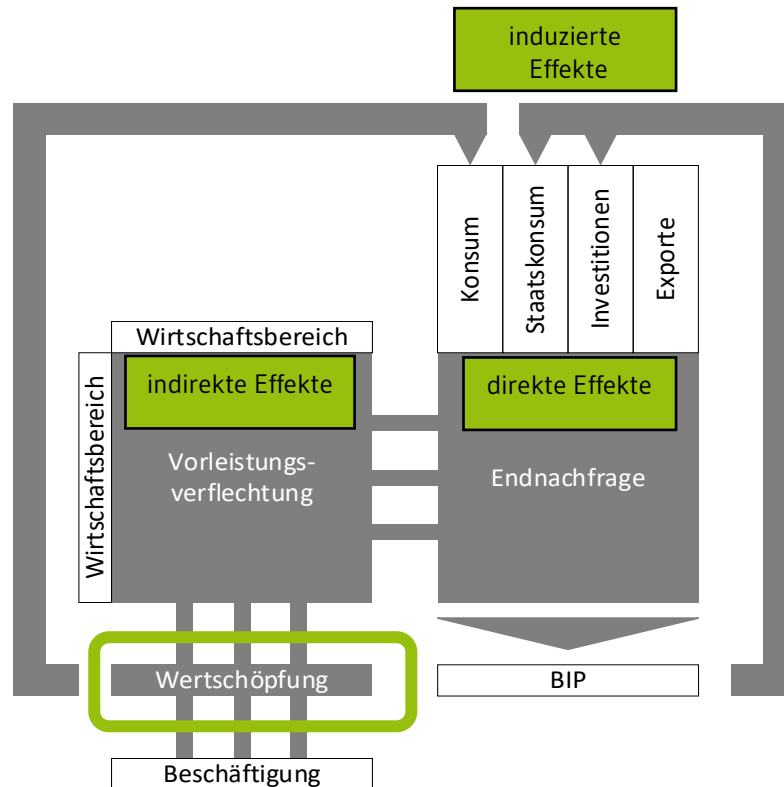 induzierte
Effekte
Konsum
Staatskonsum
Investitionen
Exporte
Wirtschaftsbereich
Wirtschaftsbereich
indirekte Effekte
direkte Effekte
Vorleistungs-
verflechtung
Endnachfrage
Wertschöpfung
BIP
Beschäftigung